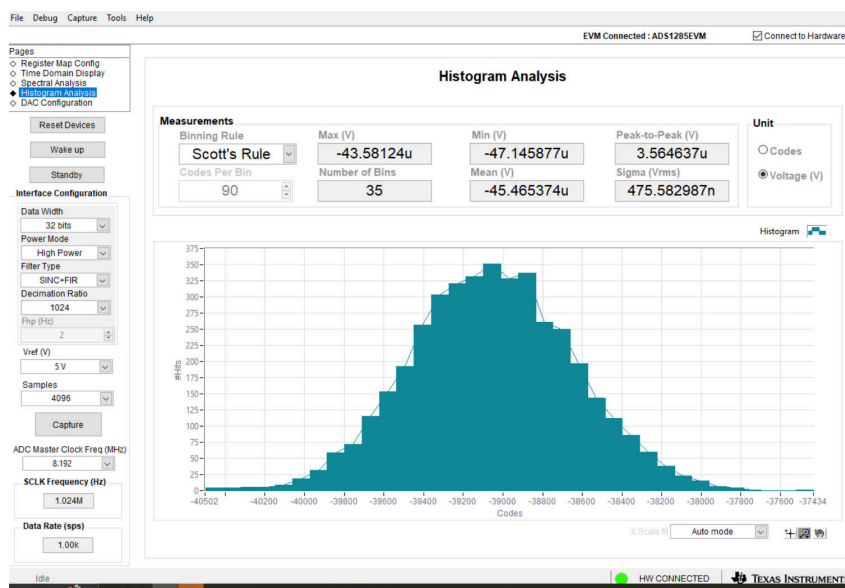 File Debug Capture Tools Help
EVM Connected : ADS1285EVM
Connect to Hardware
Pages
Register Map Config
Time Domain Display
Spectral Analysis
Histogram Analysis
DAC Configuration
Reset Devices
Wake up
Standby
Interface Configuration
Data Width
32 bits
Power Mode
High Power
Filter Type
SINC+FIR
Decimation Ratio
1024
Fhp (Hz)
2
Vref (V)
5 V
Samples
4096
Capture
ADC Master Clock Freq (MHz)
8.192
SCLK Frequency (Hz)
1.024M
Data Rate (sps)
1.00k
Idle
Histogram Analysis
Measurements
Binning Rule
Scott's Rule
Max (V)
-43.58124u
Min (V)
-47.145877u
Peak-to-Peak (V)
3.564637u
Codes Per Bin
90
Number of Bins
35
Mean (V)
-45.465374u
Sigma (Vrms)
475.582987n
Unit
Codes
Voltage (V)
Histogram
#Hits
375
350
325
300
275
250
225
200
175
150
125
100
75
50
25
0
-40502 -40200 -40000 -39800 -39600 -39400 -39200 -39000 -38800 -38600 -38400 -38200 -38000 -37800 -37600 -37434
Codes
X Scale fit
Auto mode
HW CONNECTED
TEXAS INSTRUMENTS